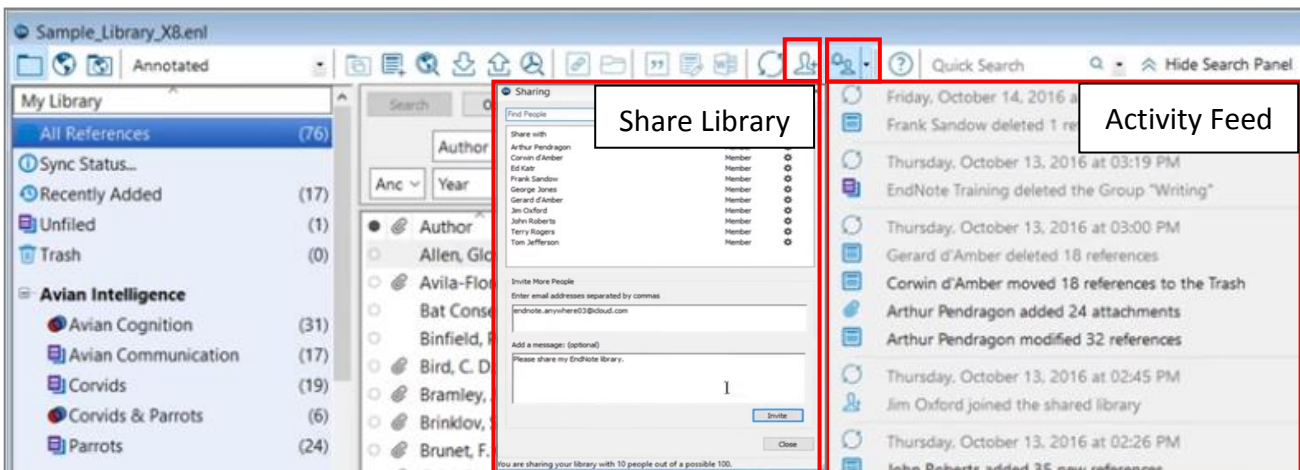 Sample_Library_X8.enl
Annotated
Quick Search
Hide Search Panel
My Library
All References (76)
Sync Status...
Recently Added (17)
Unfiled (1)
Trash (0)
Avian Intelligence
Avian Cognition (31)
Avian Communication (17)
Corvids (19)
Corvids & Parrots (6)
Parrots (24)
Search
Author
Anc
Year
Author
Allen,
Avila-Flor
Bat Conse
Binfield,
Bird, C. D
Bramley,
Brinklov,
Brunet, F.
Sharing
Share Library
Find People
Share with
Arthur Pendragon Member
Corwin d'Amber Member
Ed Katr Member
Frank Sandow Member
George Jones Member
Gerard d'Amber Member
Jim Oxford Member
John Roberts Member
Terry Rogers Member
Tom Jefferson Member
Invite More People
Enter email addresses separated by commas
endnote.anywhere03@icloud.com
Add a message: (optional)
Please share my EndNote library.
Invite
Close
You are sharing your library with 10 people out of a possible 100.
Activity Feed
Friday, October 14, 2016 a
Frank Sandow deleted 1 re
Thursday, October 13, 2016 at 03:19 PM
EndNote Training deleted the Group "Writing"
Thursday, October 13, 2016 at 03:00 PM
Gerard d'Amber deleted 18 references
Corwin d'Amber moved 18 references to the Trash
Arthur Pendragon added 24 attachments
Arthur Pendragon modified 32 references
Thursday, October 13, 2016 at 02:45 PM
Jim Oxford joined the shared library
Thursday, October 13, 2016 at 02:26 PM
John Roberts added 35 new references